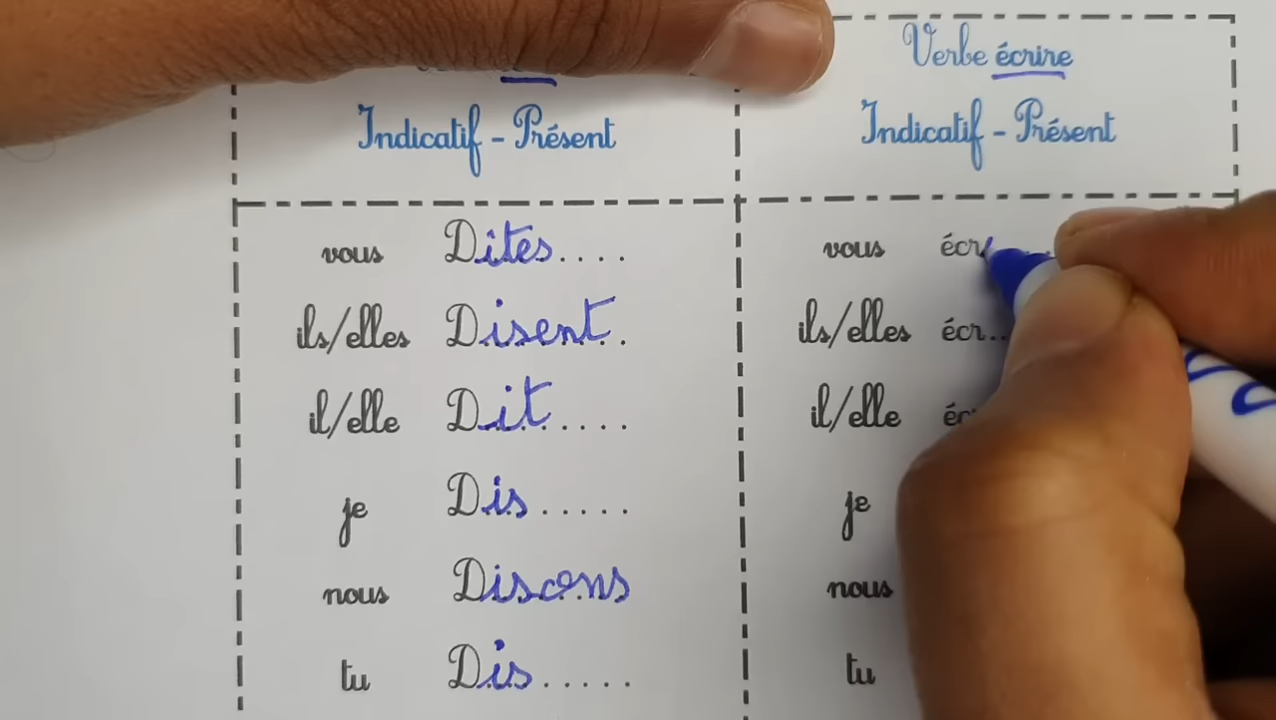 Verbe écrire
Indicatif - Présent
Indicatif - Présent
vous Dites....
vous écr
ils/elles Disent.
ils/elles écr..
il/elle Dit....
il/elle
je Dis.....
je
nous Discons
nous
tu Dis.....
tu